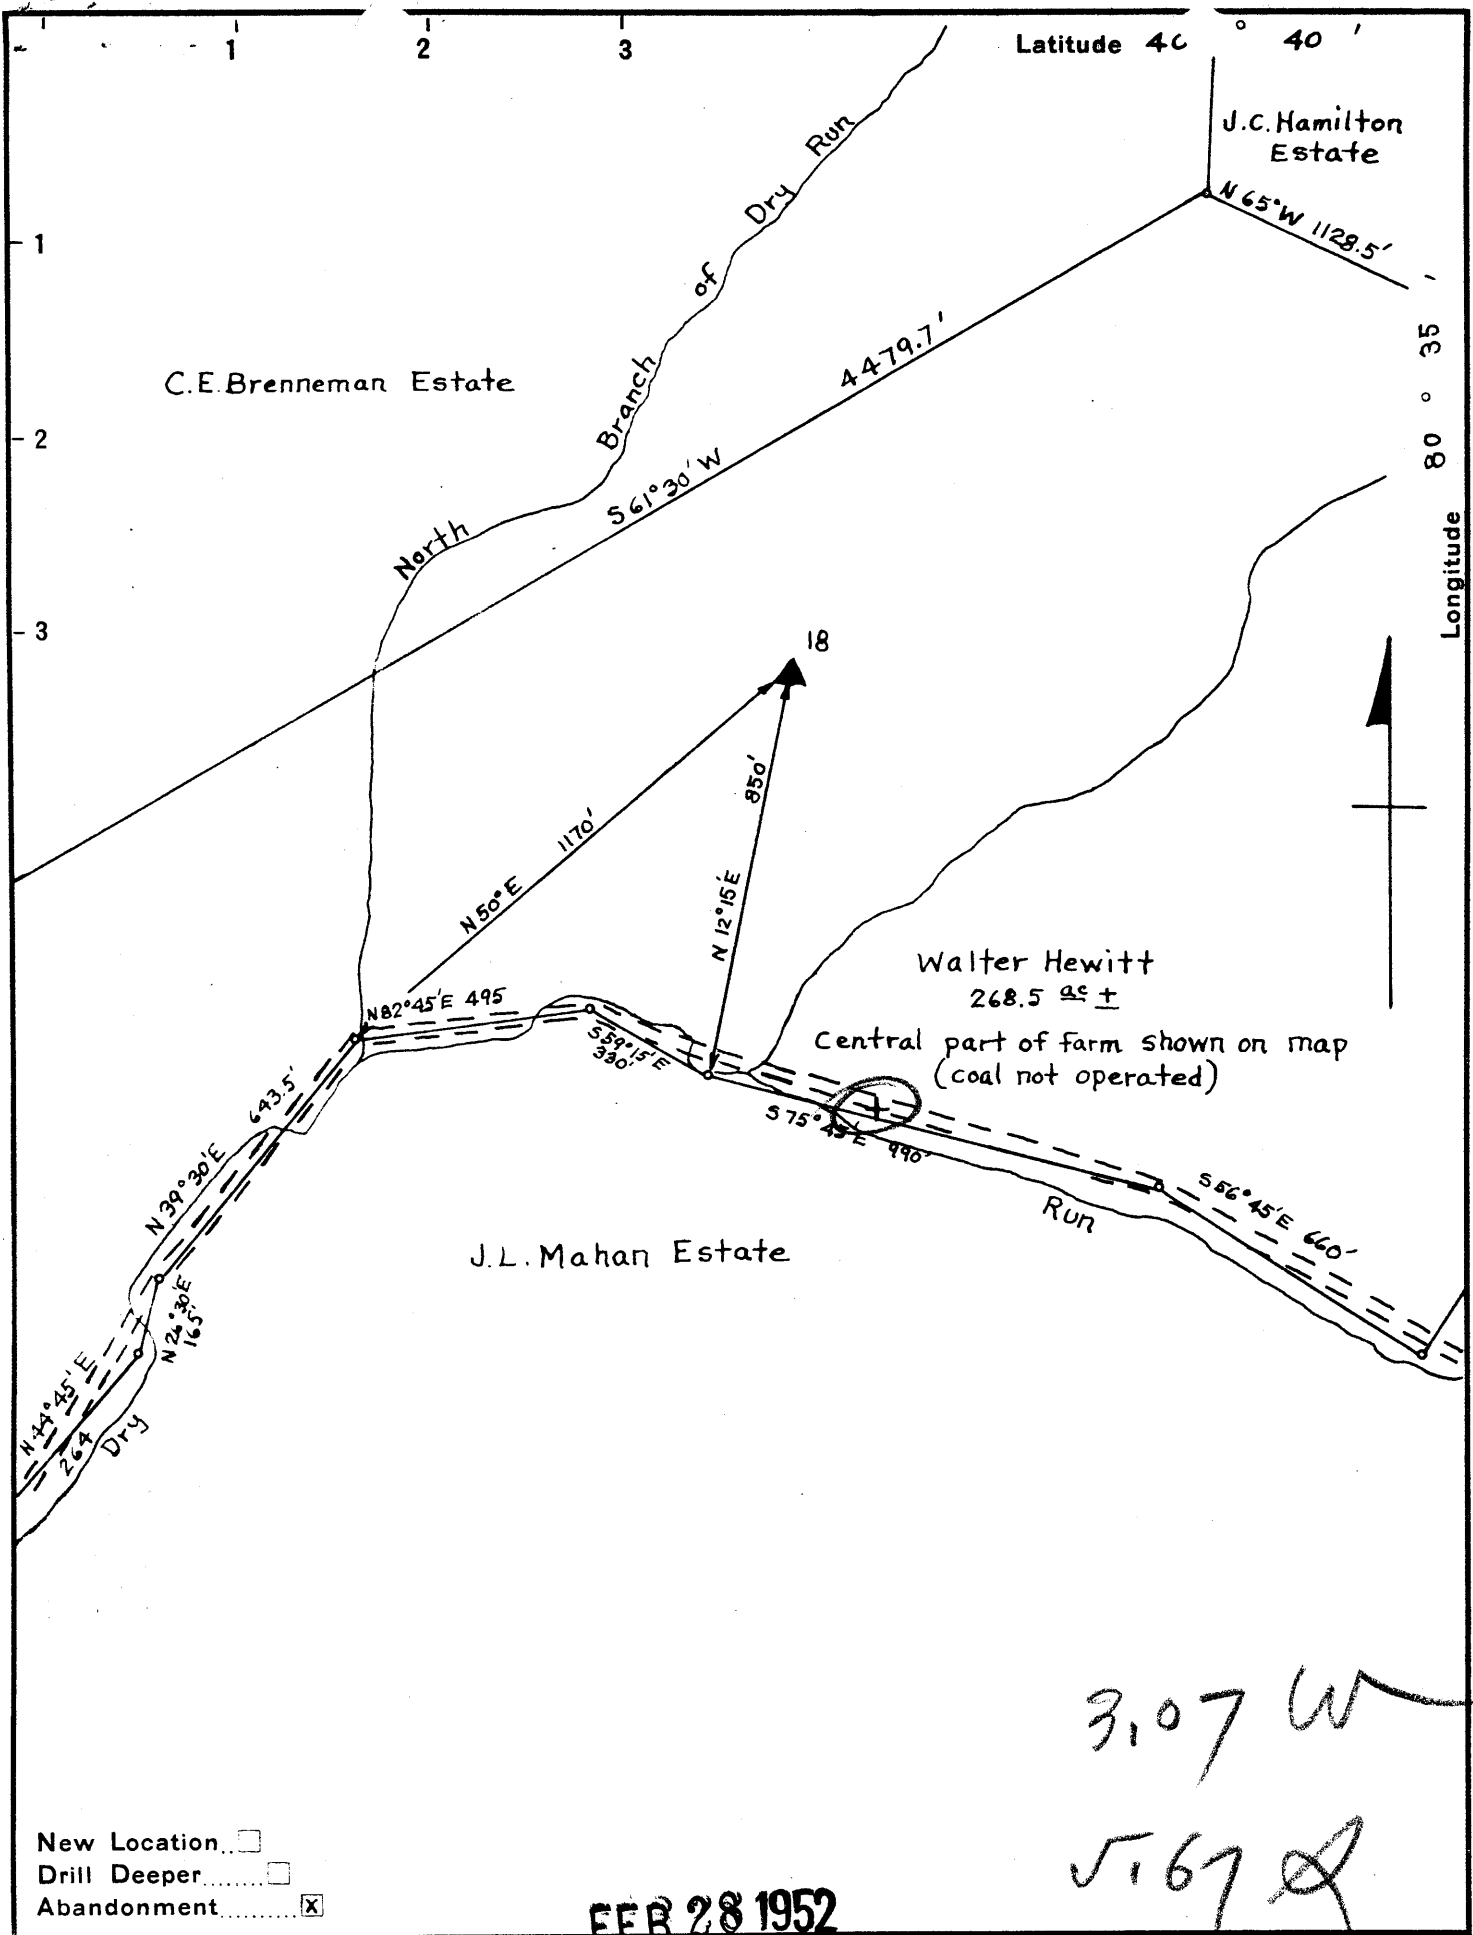 1 2 3 Latitude 40 ° 40 '
J.C. Hamilton
Estate
N 65° W 1128.5'
1
2
3
Longitude 80 ° 35 '
North Branch of Dry Run
C.E. Brenneman Estate
S 61° 30' W 4479.7'
18
N 50° E 1170'
N 12° 15' E 850'
Walter Hewitt
268.5 ac ±
Central part of farm shown on map
(coal not operated)
N 82° 45' E 495
S 59° 15' E
330'
S 75° 45' E 990'
S 56° 45' E 660'
N 39° 30' E 643.5'
N 26° 30' E
165'
N 44° 45' E
264
Dry Run
J.L. Mahan Estate
3.07 W
5.67
New Location..
Drill Deeper........
Abandonment.........X
FEB 28 1952